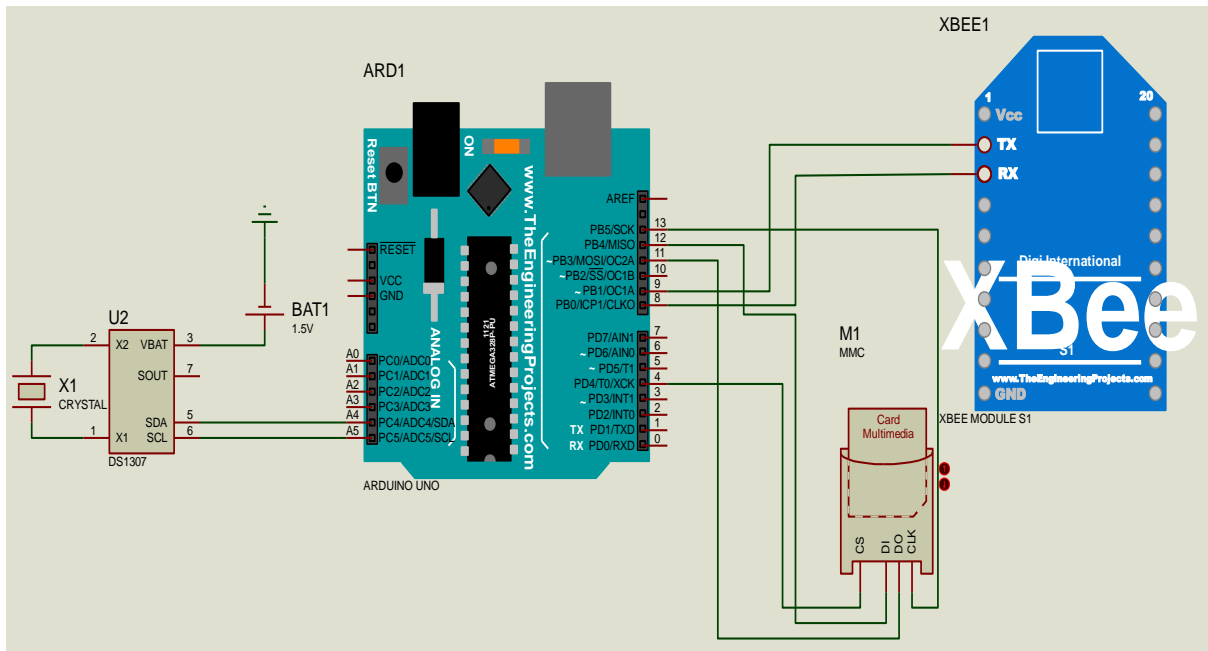 XBEE1
ARD1
1
20
Vcc
TX
RX
Digi International
XBee
S1
www.TheEngineeringProjects.com
GND
XBEE MODULE S1
Reset BTN
ON
www.TheEngineeringProjects.com
RESET
VCC
GND
ANALOG IN
1121
ATMEGA328P-PU
AREF
PB5/SCK 13
PB4/MISO 12
~PB3/MOSI/OC2A 11
~PB2/SS/OC1B 10
~PB1/OC1A 9
PB0/ICP1/CLKO 8
PD7/AIN1 7
~PD6/AIN0 6
~PD5/T1 5
PD4/T0/XCK 4
~PD3/INT1 3
PD2/INT0 2
TX PD1/TXD 1
RX PD0/RXD 0
A0 PC0/ADC0
A1 PC1/ADC1
A2 PC2/ADC2
A3 PC3/ADC3
A4 PC4/ADC4/SDA
A5 PC5/ADC5/SCL
ARDUINO UNO
BAT1
1.5V
U2
2 X2 VBAT 3
SOUT 7
SDA 5
1 X1 SCL 6
DS1307
X1
CRYSTAL
M1
MMC
Card
Multimedia
CS
DI
DO
CLK